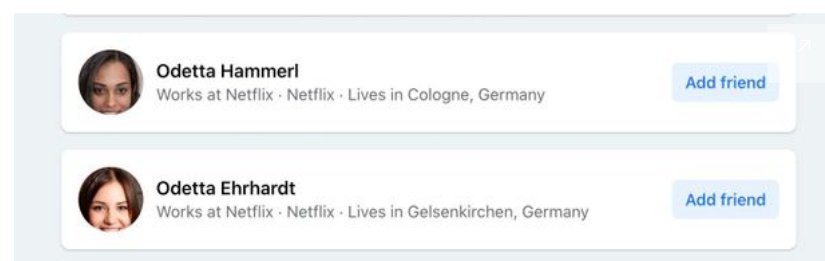 Odetta Hammerl
Works at Netflix · Netflix · Lives in Cologne, Germany
Add friend
Odetta Ehrhardt
Works at Netflix · Netflix · Lives in Gelsenkirchen, Germany
Add friend